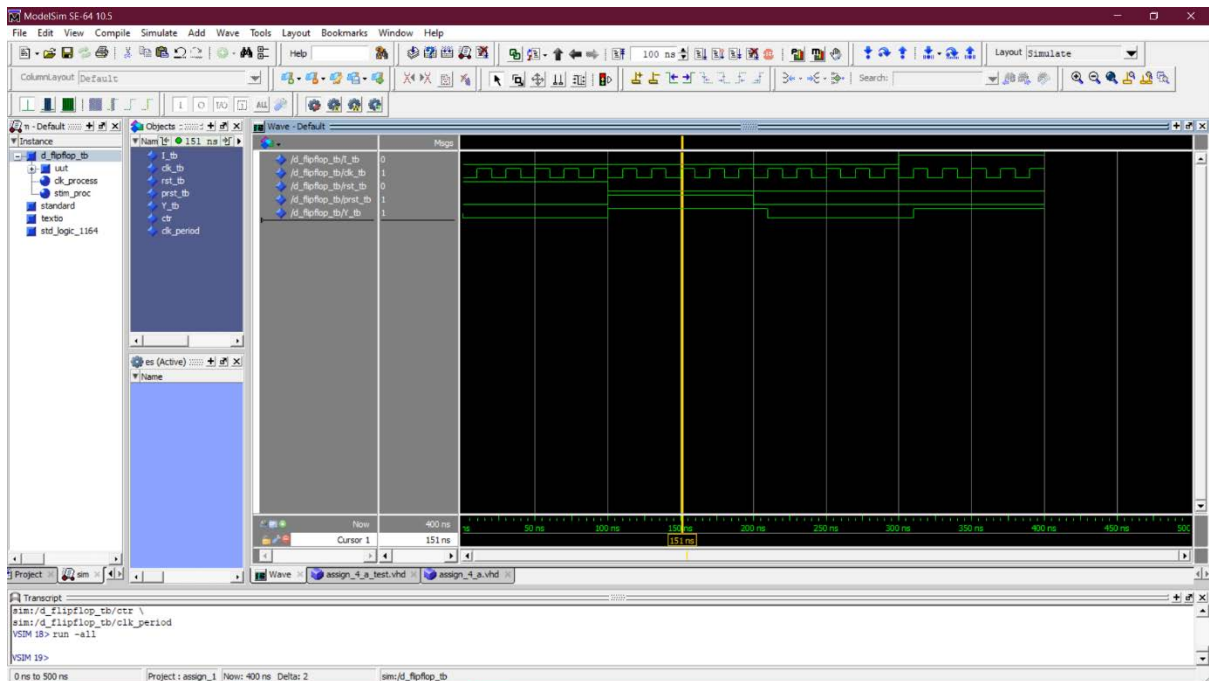 ModelSim SE-64 10.5
File Edit View Compile Simulate Add Wave Tools Layout Bookmarks Window Help
Help
100 ns
Layout Simulate
ColumnLayout Default
Search:
- Default
Objects
Wave - Default
Instance
151 ns
Msgs
d_flipflop_tb
uut
clk_process
stim_proc
standard
textio
std_logic_1164
I_tb
clk_tb
rst_tb
prst_tb
Y_tb
ctr
clk_period
/d_flipflop_tb/I_tb 0
/d_flipflop_tb/clk_tb 1
/d_flipflop_tb/rst_tb 0
/d_flipflop_tb/prst_tb 1
/d_flipflop_tb/Y_tb 1
es (Active)
Name
Now 400 ns
50 ns 100 ns 150 ns 200 ns 250 ns 300 ns 350 ns 400 ns 450 ns
Cursor 1 151 ns
151 ns
Project sim Wave assign_4_a_test.vhd assign_4_a.vhd
Transcript
sim:/d_flipflop_tb/ctr \
sim:/d_flipflop_tb/clk_period
VSIM 18> run -all
VSIM 19>
0 ns to 500 ns Project : assign_1 Now: 400 ns Delta: 2 sim:/d_flipflop_tb